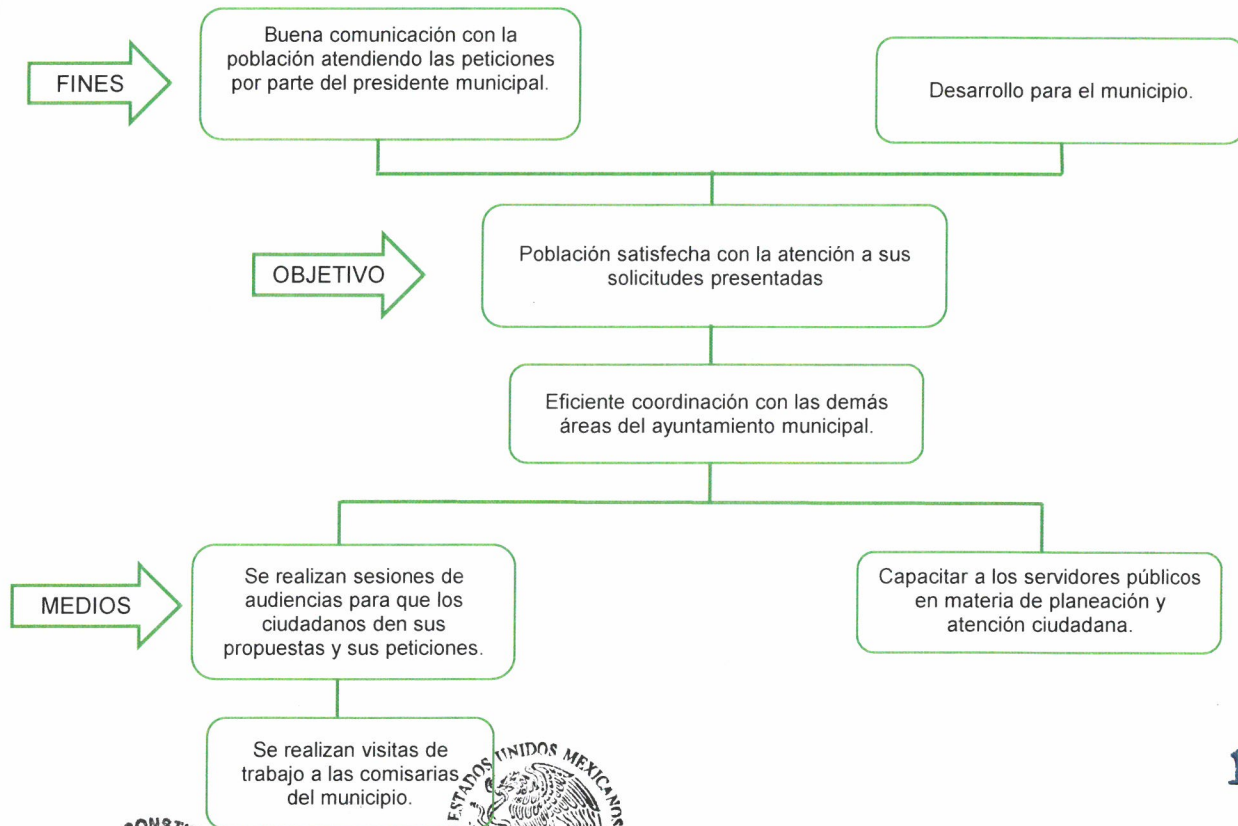 Buena comunicación con la
población atendiendo las peticiones
por parte del presidente municipal.
FINES
Desarrollo para el municipio.
Población satisfecha con la atención a sus
solicitudes presentadas
OBJETIVO
Eficiente coordinación con las demás
áreas del ayuntamiento municipal.
Se realizan sesiones de
audiencias para que los
ciudadanos den sus
propuestas y sus peticiones.
MEDIOS
Capacitar a los servidores públicos
en materia de planeación y
atención ciudadana.
Se realizan visitas de
trabajo a las comisarias
del municipio.
ESTADOS UNIDOS MEXICANOS